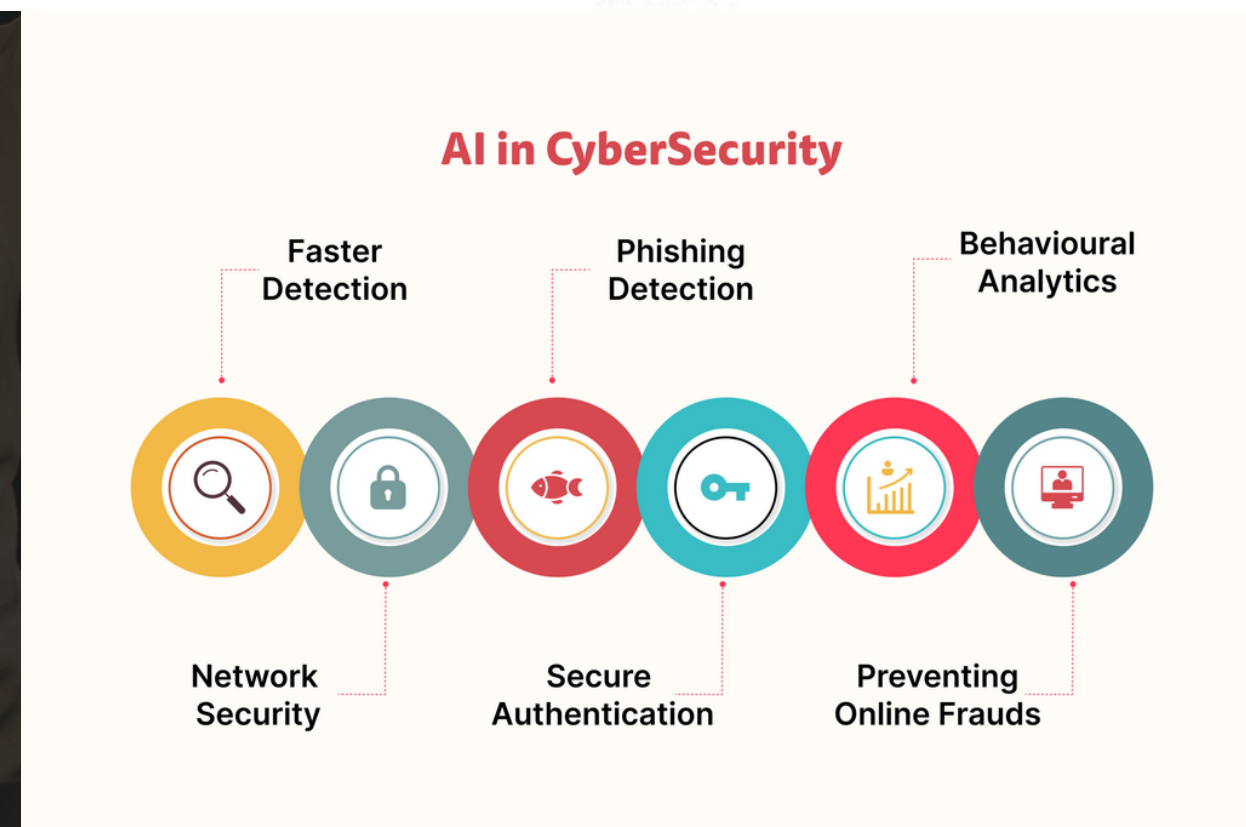 AI in CyberSecurity
Faster
Detection
Phishing
Detection
Behavioural
Analytics
Network
Security
Secure
Authentication
Preventing
Online Frauds